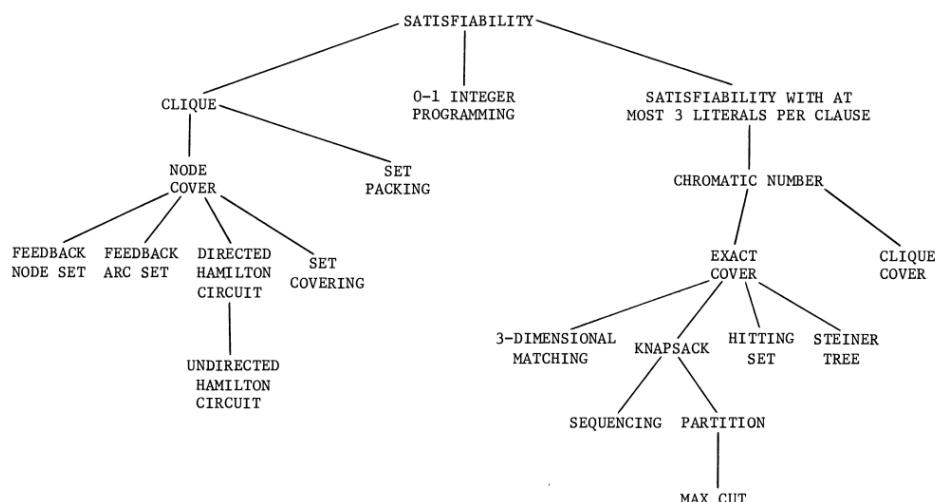 SATISFIABILITY
CLIQUE
0-1 INTEGER
PROGRAMMING
SATISFIABILITY WITH AT
MOST 3 LITERALS PER CLAUSE
NODE
COVER
SET
PACKING
CHROMATIC NUMBER
FEEDBACK
NODE SET
FEEDBACK
ARC SET
DIRECTED
HAMILTON
CIRCUIT
SET
COVERING
EXACT
COVER
CLIQUE
COVER
3-DIMENSIONAL
MATCHING
KNAPSACK
HITTING
SET
STEINER
TREE
UNDIRECTED
HAMILTON
CIRCUIT
SEQUENCING
PARTITION
MAX CUT